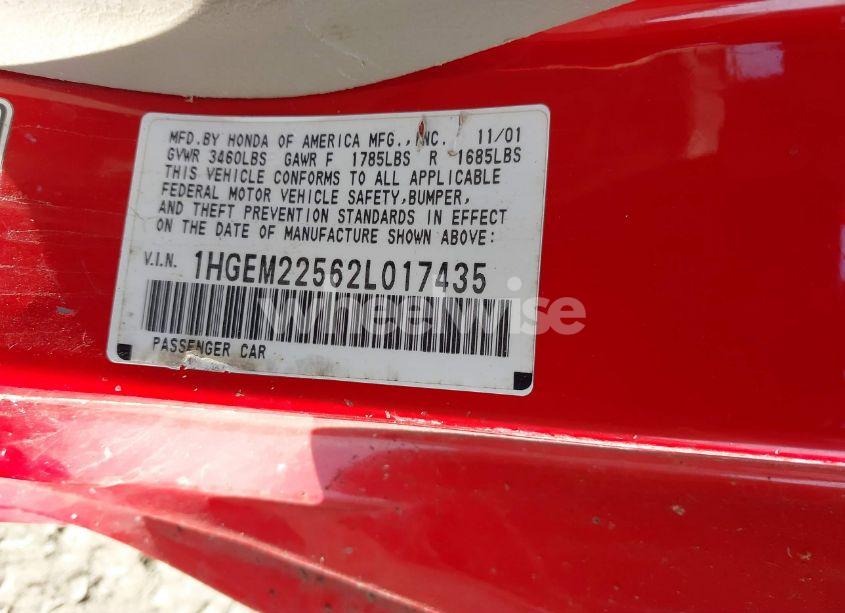 MFD.BY HONDA OF AMERICA MFG.,INC. 11/01
GVWR 3460LBS GAWR F 1785LBS R 1685LBS
THIS VEHICLE CONFORMS TO ALL APPLICABLE
FEDERAL MOTOR VEHICLE SAFETY,BUMPER,
AND THEFT PREVENTION STANDARDS IN EFFECT
ON THE DATE OF MANUFACTURE SHOWN ABOVE:
V.I.N. 1HGEM22562L017435
wheelwise
PASSENGER CAR